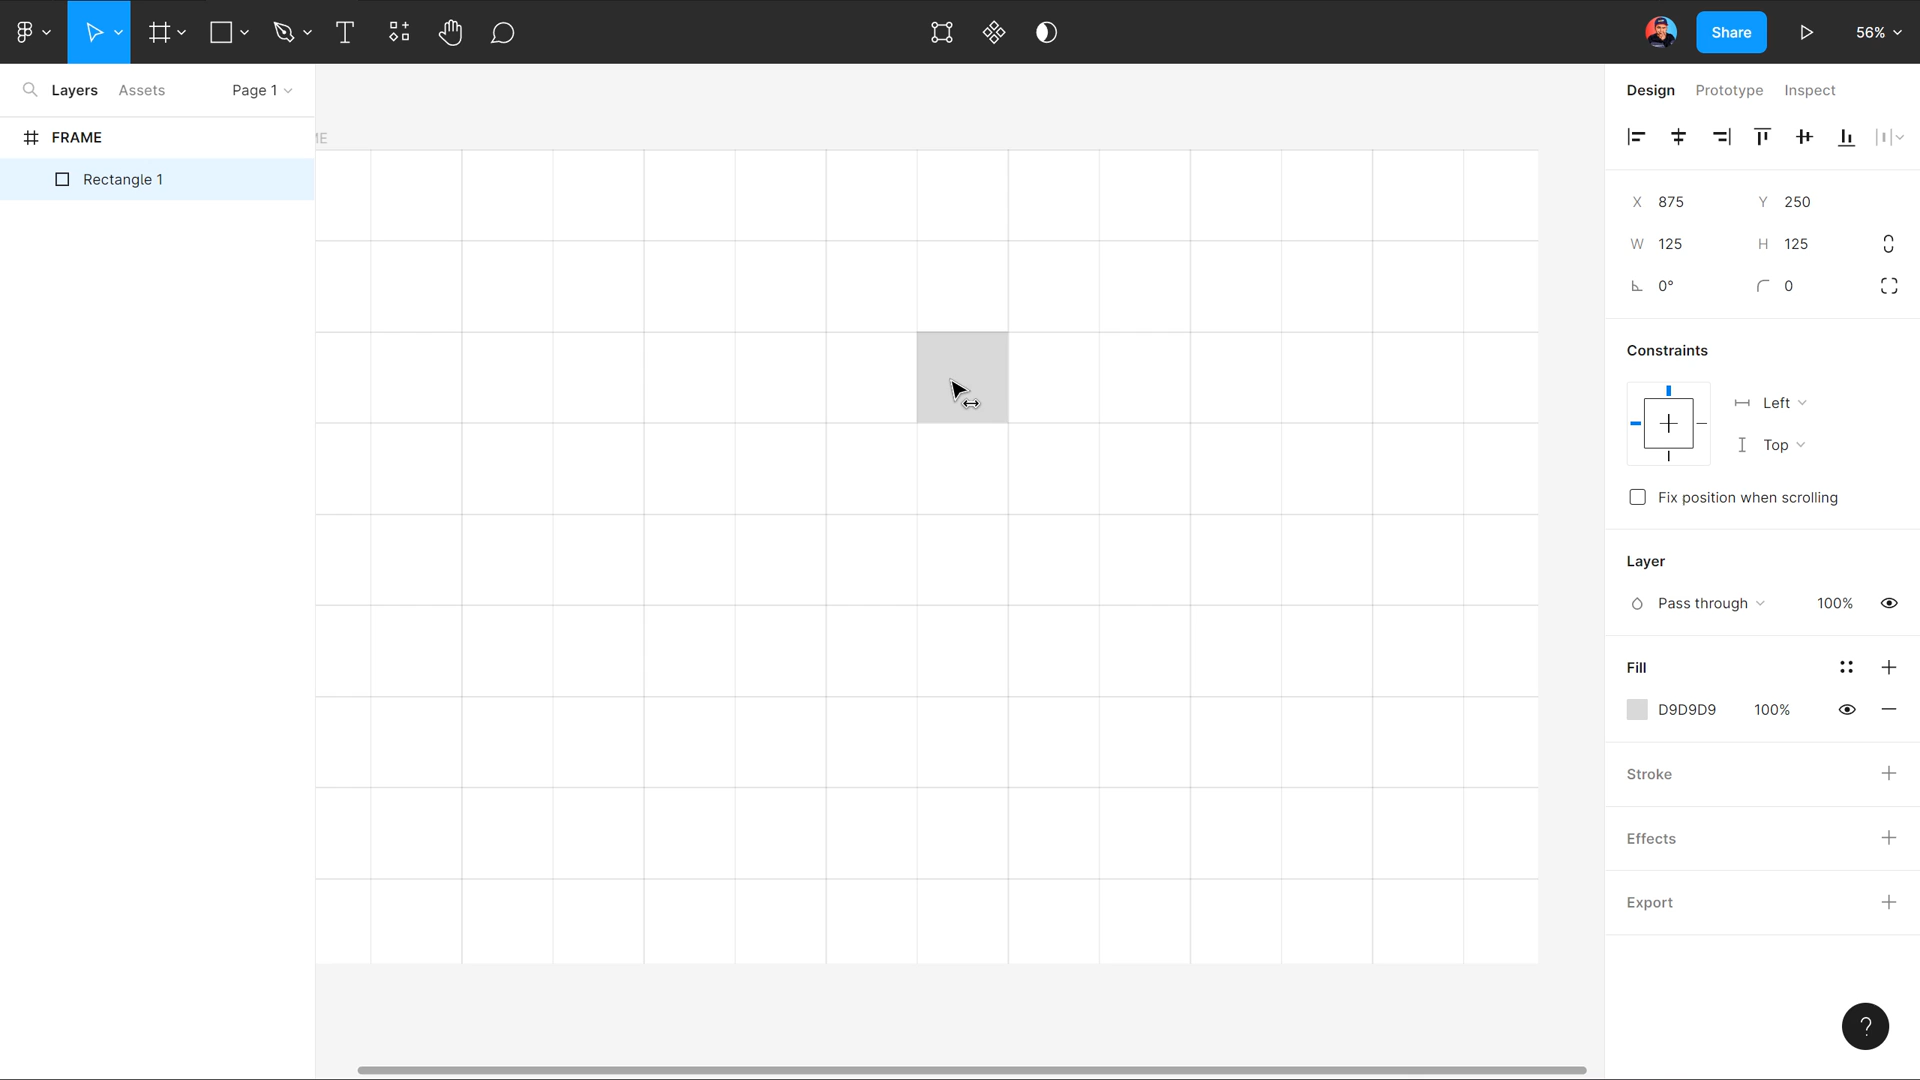 Share
56%
Layers
Assets
Page 1
Design
Prototype
Inspect
FRAME
ME
Rectangle 1
X 875
Y 250
W 125
H 125
0°
0
Constraints
Left
Top
Fix position when scrolling
Layer
Pass through
100%
Fill
D9D9D9
100%
Stroke
Effects
Export
?